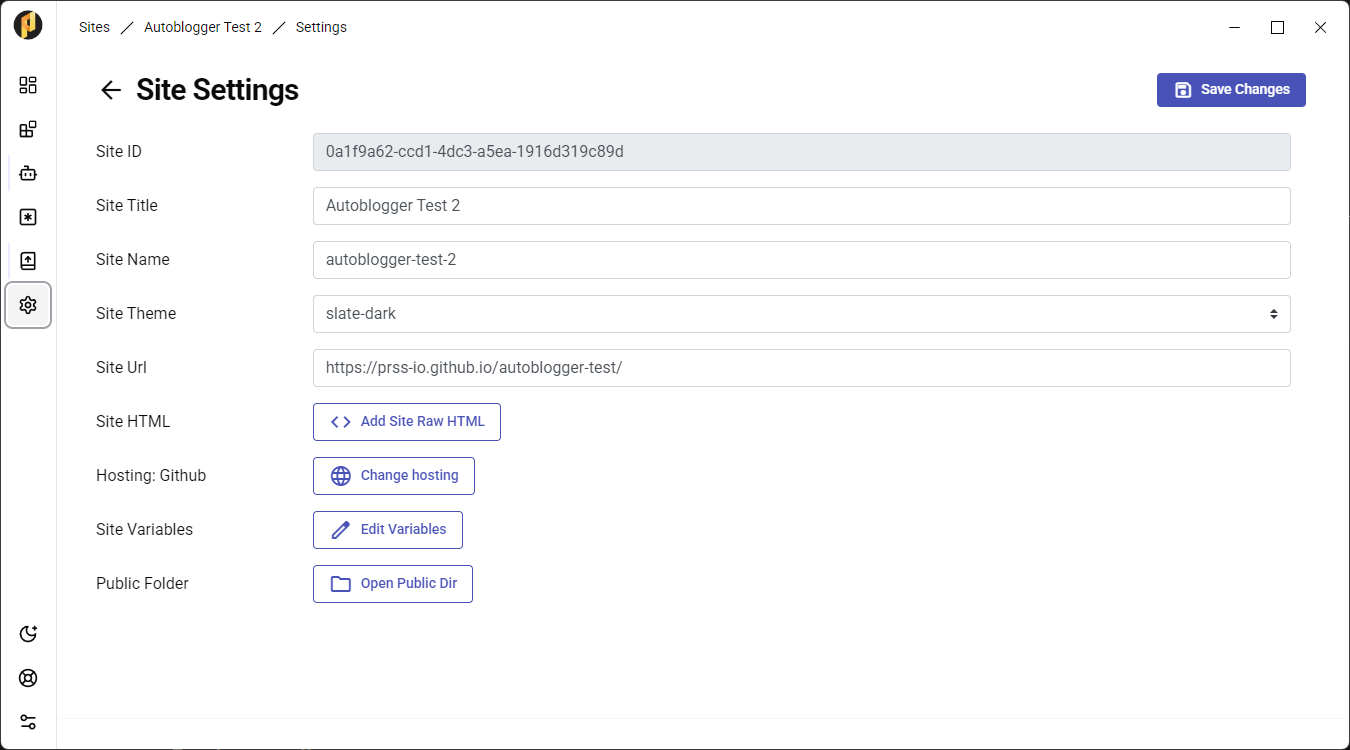 Sites / Autoblogger Test 2 / Settings
Site Settings
Save Changes
Site ID
0a1f9a62-ccd1-4dc3-a5ea-1916d319c89d
Site Title
Autoblogger Test 2
Site Name
autoblogger-test-2
Site Theme
slate-dark
Site Url
https://prss-io.github.io/autoblogger-test/
Site HTML
Add Site Raw HTML
Hosting: Github
Change hosting
Site Variables
Edit Variables
Public Folder
Open Public Dir